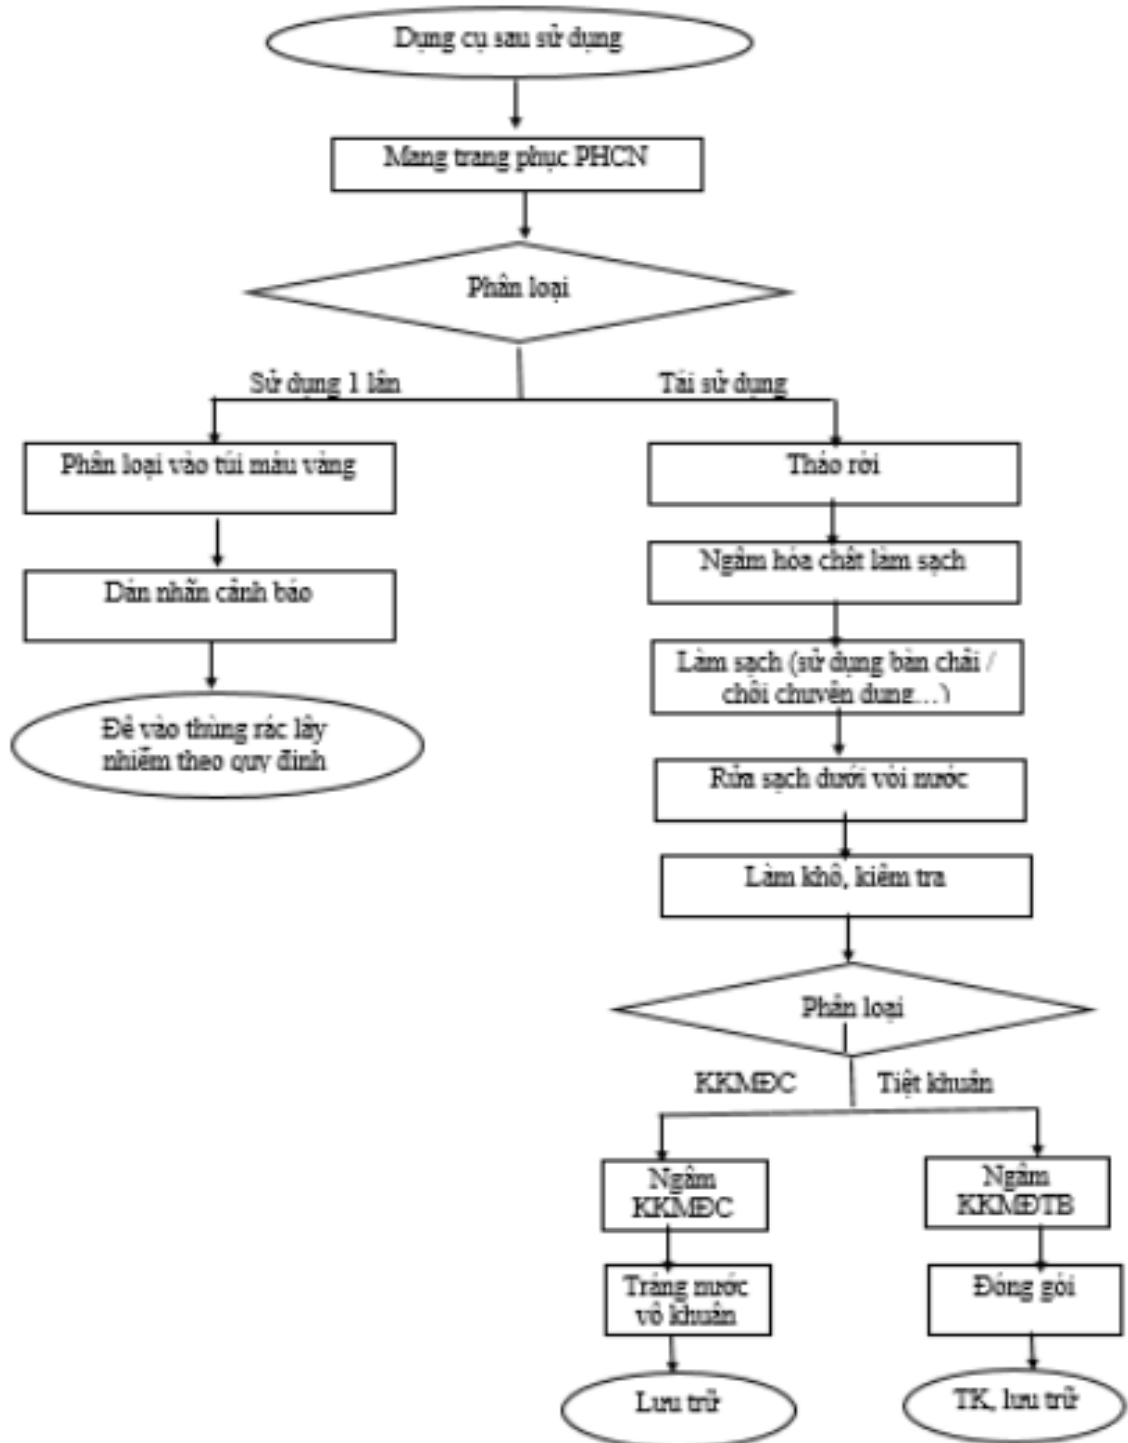 Dụng cụ sau sử dụng
Mang trang phục PHCN
Phân loại
Sử dụng 1 lần
Tái sử dụng
Phân loại vào túi màu vàng
Dán nhãn cảnh báo
Để vào thùng rác lây
nhiễm theo quy định
Tháo rời
Ngâm hóa chất làm sạch
Làm sạch (sử dụng bàn chải /
chổi chuyên dụng…)
Rửa sạch dưới vòi nước
Làm khô, kiểm tra
Phân loại
KKMĐC
Tiệt khuẩn
Ngâm
KKMĐC
Tráng nước
vô khuẩn
Lưu trữ
Ngâm
KKMĐTB
Đóng gói
TK, lưu trữ